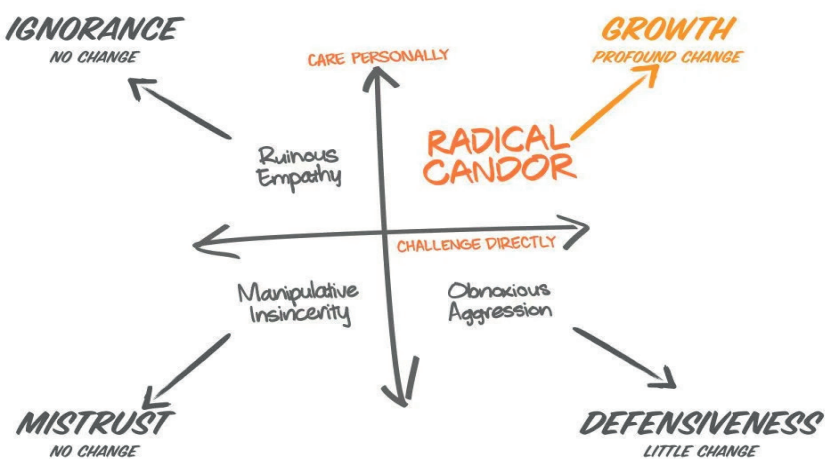 IGNORANCE
NO CHANGE
GROWTH
PROFOUND CHANGE
CARE PERSONALLY
RADICAL
CANDOR
Ruinous
Empathy
CHALLENGE DIRECTLY
Manipulative
Insincerity
Obnoxious
Aggression
MISTRUST
NO CHANGE
DEFENSIVENESS
LITTLE CHANGE